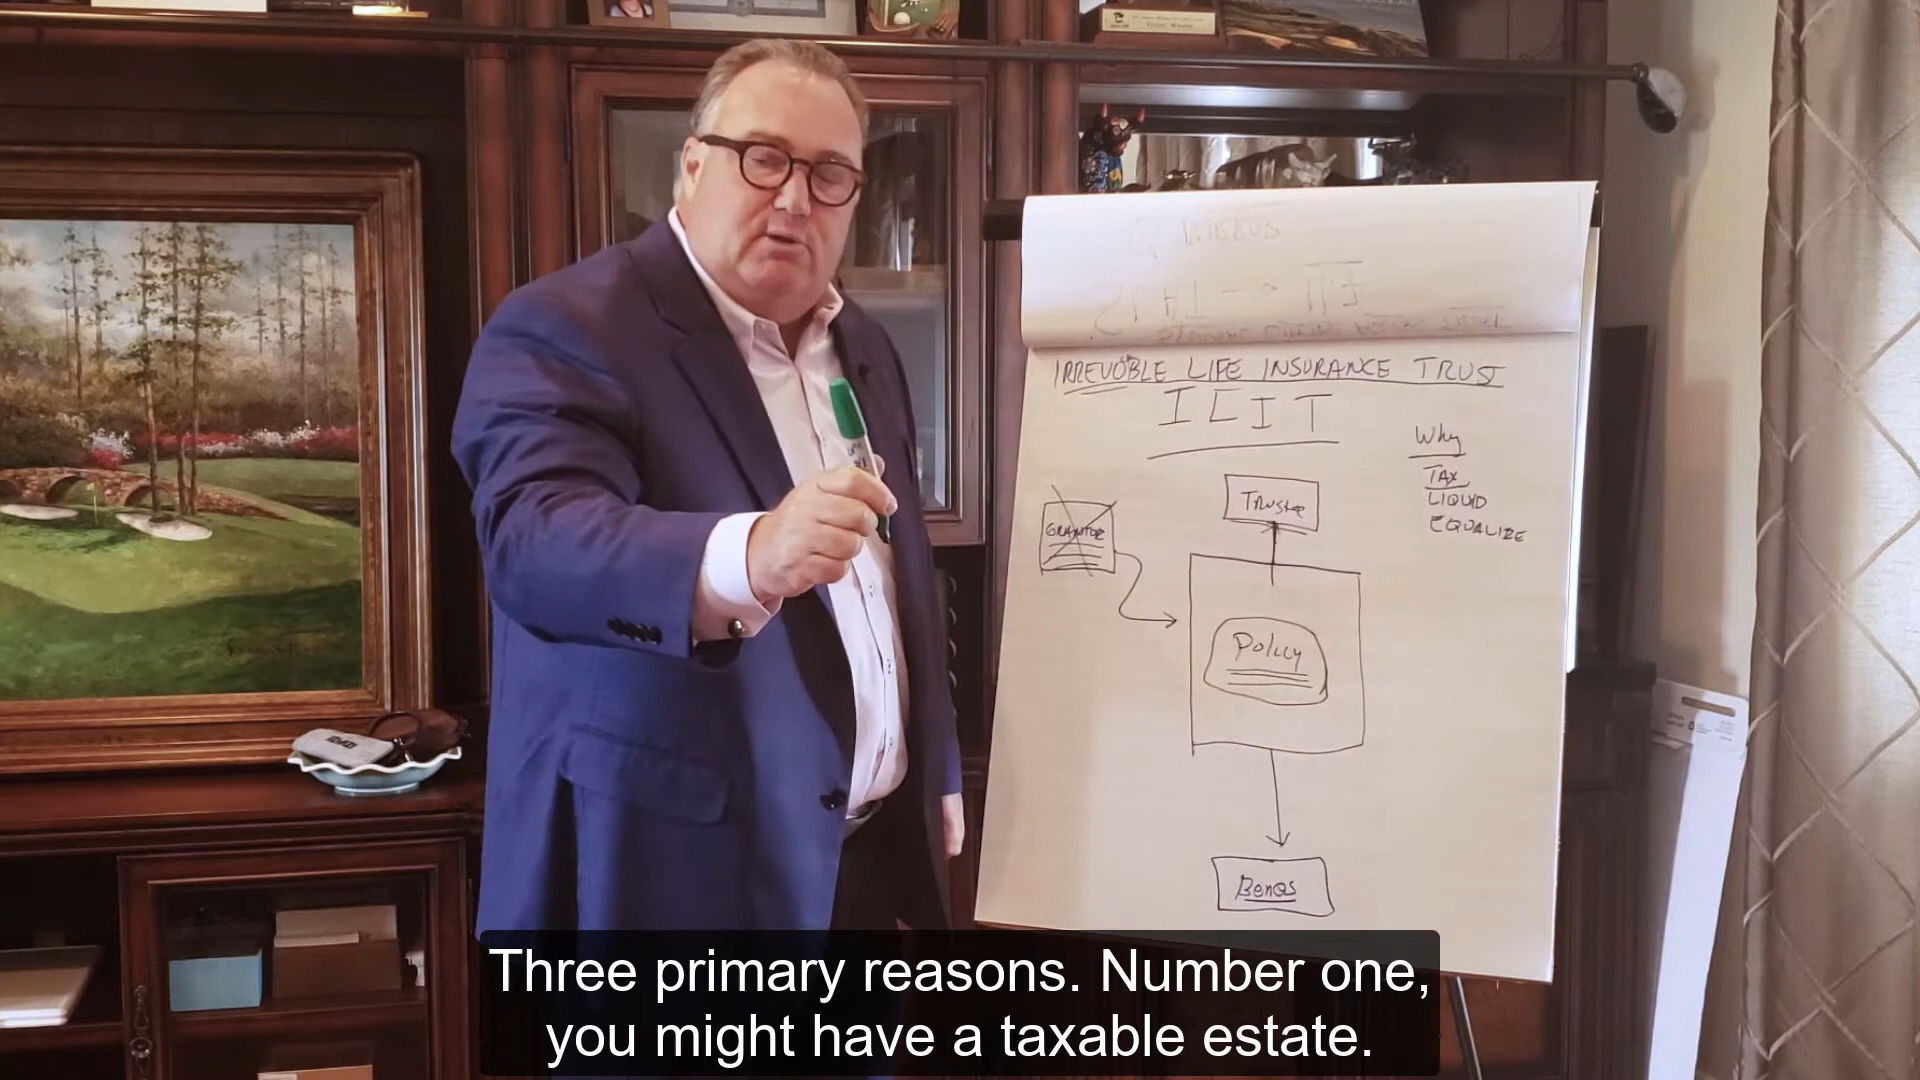 IRREVOCBLE LIFE INSURANCE TRUST
ILIT
Why
TAX
LIQUID
EQUALIZE
Trustee
GRANTOR
Policy
Benes
Three primary reasons. Number one,
you might have a taxable estate.